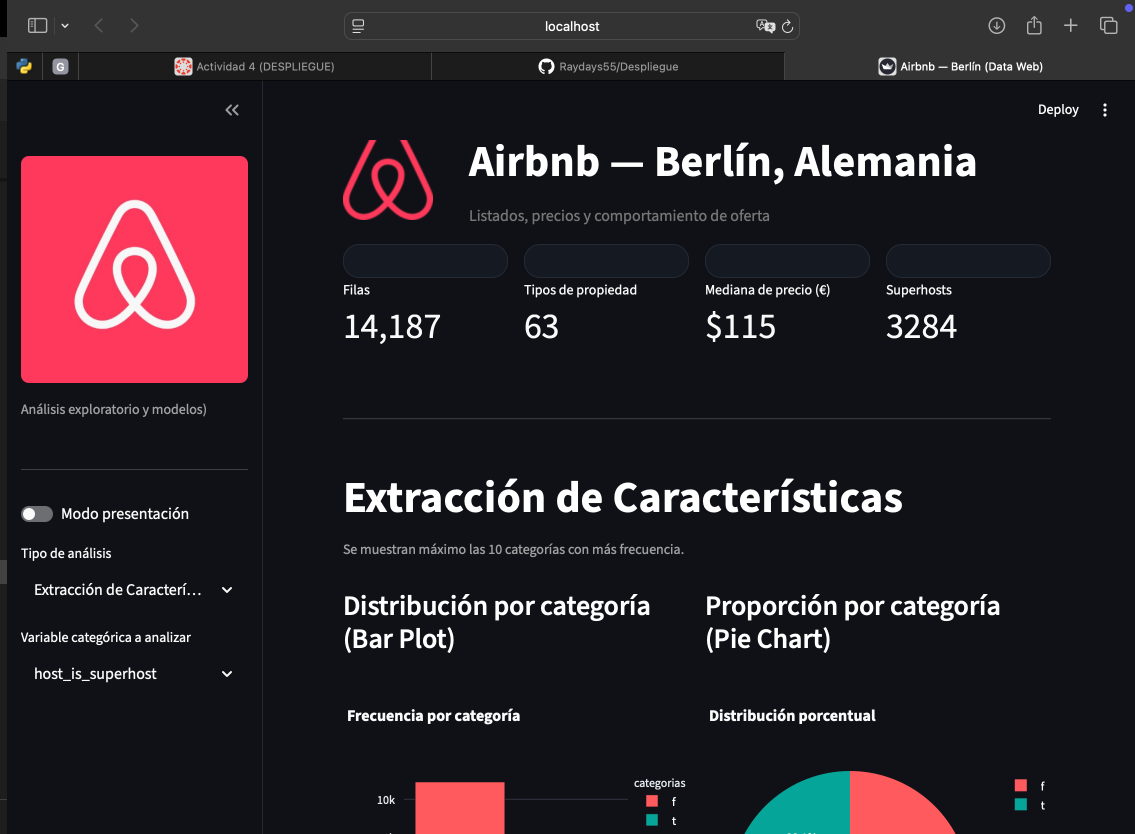 localhost
G
Actividad 4 (DESPLIEGUE)
Raydays55/Despliegue
Airbnb — Berlín (Data Web)
Deploy
Airbnb — Berlín, Alemania
Listados, precios y comportamiento de oferta
Filas
Tipos de propiedad
Mediana de precio (€)
Superhosts
14,187
63
$115
3284
Análisis exploratorio y modelos)
Modo presentación
Tipo de análisis
Extracción de Caracterí...
Variable categórica a analizar
host_is_superhost
Extracción de Características
Se muestran máximo las 10 categorías con más frecuencia.
Distribución por categoría
(Bar Plot)
Proporción por categoría
(Pie Chart)
Frecuencia por categoría
Distribución porcentual
10k
categorias
f
t
f
t